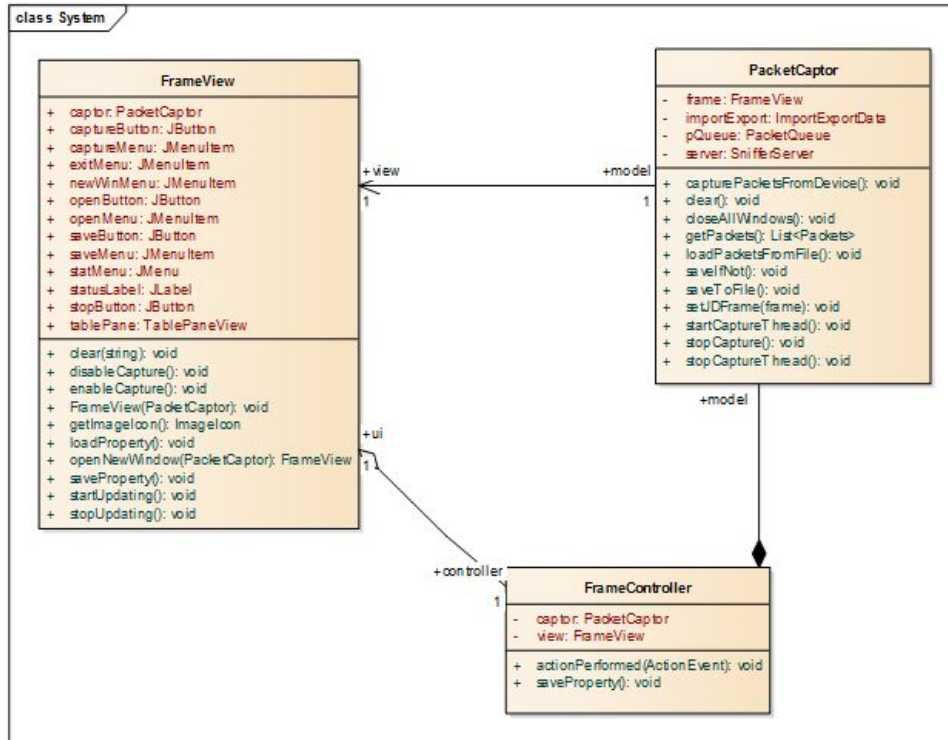 class System
FrameView
+ captor: PacketCaptor
+ captureButton: JButton
+ captureMenu: JMenuItem
+ exitMenu: JMenuItem
+ newWinMenu: JMenuItem
+ openButton: JButton
+ openMenu: JMenuItem
+ saveButton: JButton
+ saveMenu: JMenuItem
+ statMenu: JMenu
+ statusLabel: JLabel
+ stopButton: JButton
+ tablePane: TablePaneView
+ clear(string): void
+ disableCapture(): void
+ enableCapture(): void
+ FrameView(PacketCaptor): void
+ getImageIcon(): ImageIcon
+ loadProperty(): void
+ openNewWindow(PacketCaptor): FrameView
+ saveProperty(): void
+ startUpdating(): void
+ stopUpdating(): void
+view
1
+model
1
PacketCaptor
- frame: FrameView
- importExport: ImportExportData
- pQueue: PacketQueue
- server: SnifferServer
+ capturePacketsFromDevice(): void
+ clear(): void
+ closeAllWindows(): void
+ getPackets(): List<Packets>
+ loadPacketsFromFile(): void
+ saveIfNot(): void
+ saveToFile(): void
+ setJDFrame(frame): void
+ startCaptureThread(): void
+ stopCapture(): void
+ stopCaptureThread(): void
+model
+ui
1
+controller
1
FrameController
- captor: PacketCaptor
- view: FrameView
+ actionPerformed(ActionEvent): void
+ saveProperty(): void